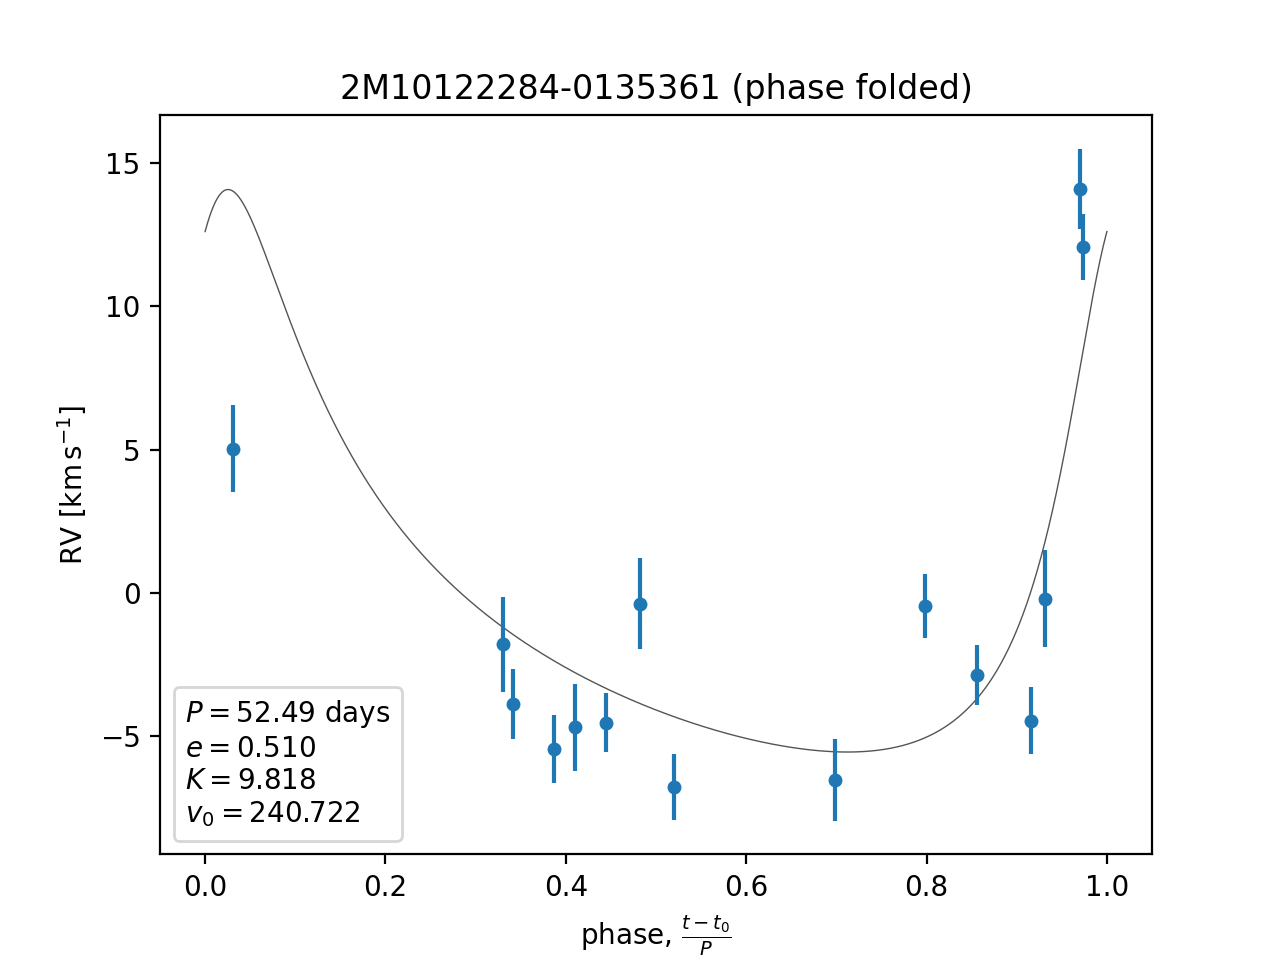 2M10122284-0135361 (phase folded)
15
10
5
0
−5
RV [km s⁻¹]
P = 52.49 days
e = 0.510
K = 9.818
v₀ = 240.722
0.0 0.2 0.4 0.6 0.8 1.0
phase, (t − t₀)/P